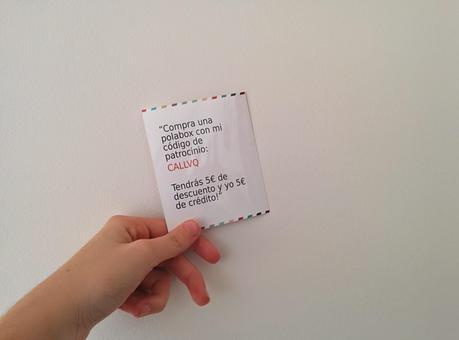 "Compra una
polabox con mi
código de
patrocinio:
CALLVQ
Tendrás 5€ de
descuento y yo 5€
de crédito!"